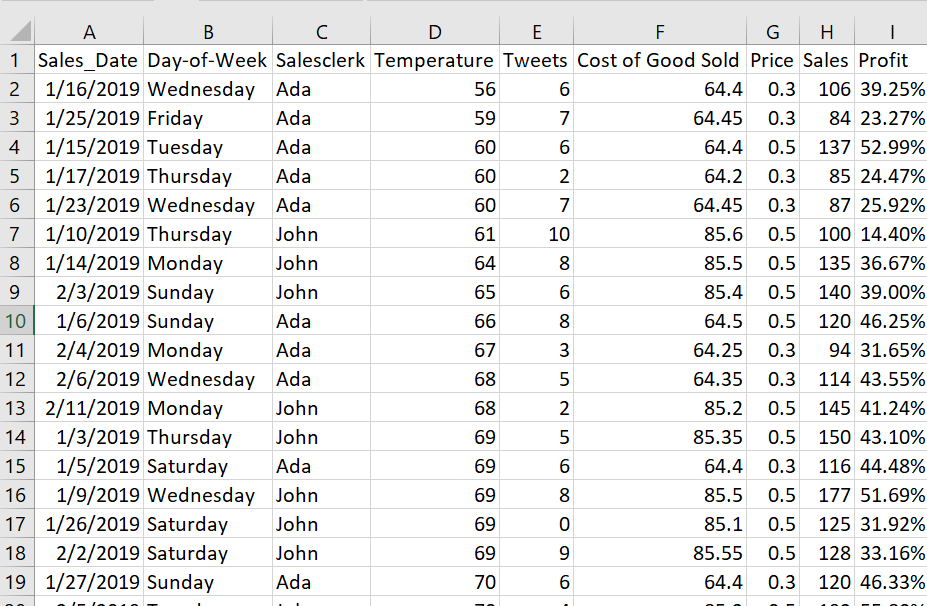 A B C D E F G H I
1 Sales_Date Day-of-Week Salesclerk Temperature Tweets Cost of Good Sold Price Sales Profit
2 1/16/2019 Wednesday Ada 56 6 64.4 0.3 106 39.25%
3 1/25/2019 Friday Ada 59 7 64.45 0.3 84 23.27%
4 1/15/2019 Tuesday Ada 60 6 64.4 0.5 137 52.99%
5 1/17/2019 Thursday Ada 60 2 64.2 0.3 85 24.47%
6 1/23/2019 Wednesday Ada 60 7 64.45 0.3 87 25.92%
7 1/10/2019 Thursday John 61 10 85.6 0.5 100 14.40%
8 1/14/2019 Monday John 64 8 85.5 0.5 135 36.67%
9 2/3/2019 Sunday John 65 6 85.4 0.5 140 39.00%
10 1/6/2019 Sunday Ada 66 8 64.5 0.5 120 46.25%
11 2/4/2019 Monday Ada 67 3 64.25 0.3 94 31.65%
12 2/6/2019 Wednesday Ada 68 5 64.35 0.3 114 43.55%
13 2/11/2019 Monday John 68 2 85.2 0.5 145 41.24%
14 1/3/2019 Thursday John 69 5 85.35 0.5 150 43.10%
15 1/5/2019 Saturday Ada 69 6 64.4 0.3 116 44.48%
16 1/9/2019 Wednesday John 69 8 85.5 0.5 177 51.69%
17 1/26/2019 Saturday John 69 0 85.1 0.5 125 31.92%
18 2/2/2019 Saturday John 69 9 85.55 0.5 128 33.16%
19 1/27/2019 Sunday Ada 70 6 64.4 0.3 120 46.33%